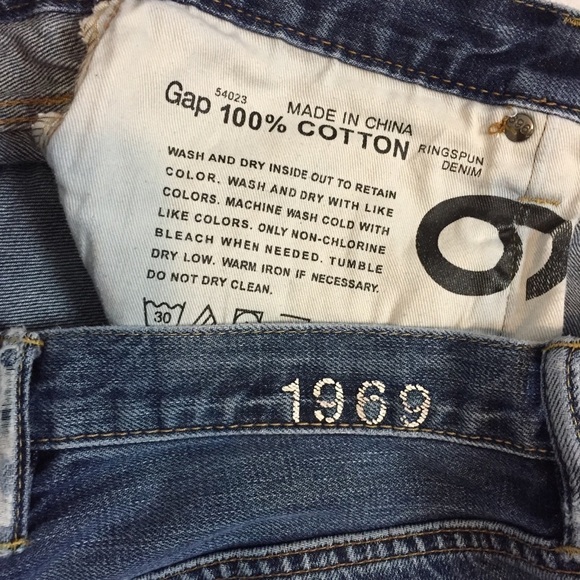 Gap 54023 MADE IN CHINA
100% COTTON RINGSPUN
DENIM
WASH AND DRY INSIDE OUT TO RETAIN
COLOR. WASH AND DRY WITH LIKE
COLORS. MACHINE WASH COLD WITH
LIKE COLORS. ONLY NON-CHLORINE
BLEACH WHEN NEEDED. TUMBLE
DRY LOW. WARM IRON IF NECESSARY.
DO NOT DRY CLEAN.
30
1969